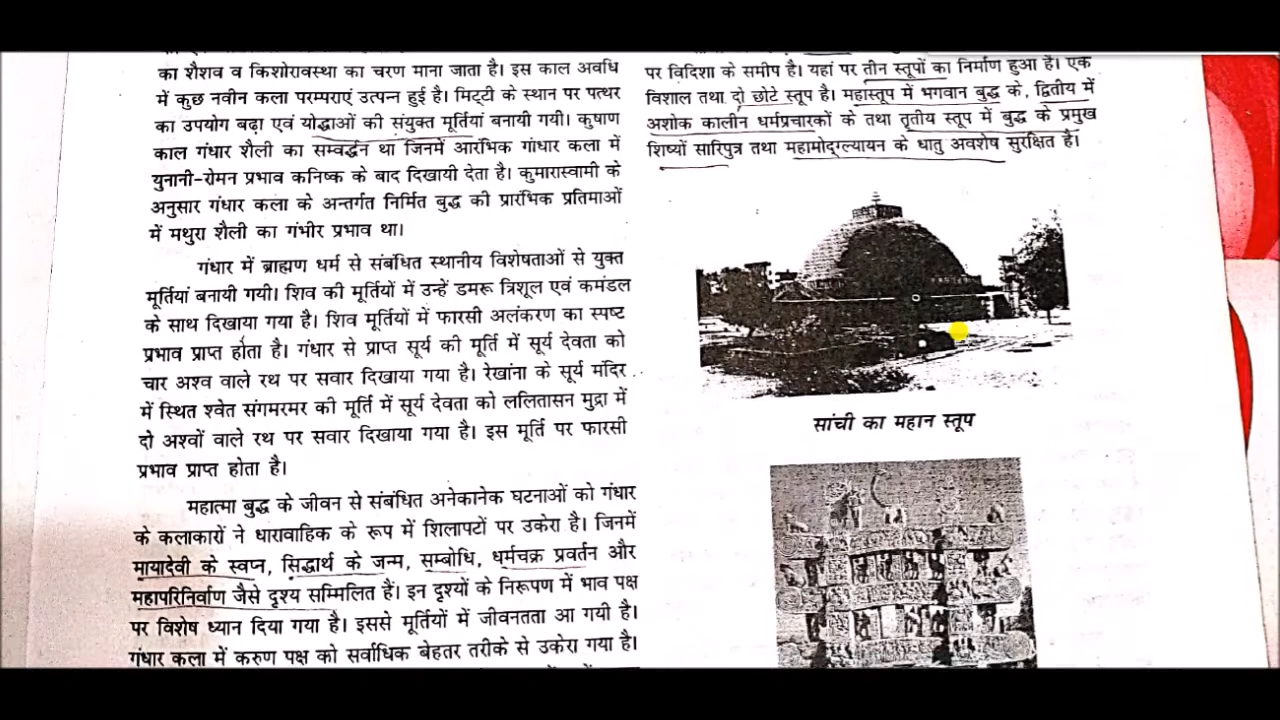 का शैशव व किशोरावस्था का चरण माना जाता है। इस काल अवधि
में कुछ नवीन कला परम्पराएं उत्पन्न हुई है। मिट्टी के स्थान पर पत्थर
का उपयोग बढ़ा एवं योद्धाओं की संयुक्त मूर्तियां बनायी गयी। कुषाण
काल गंधार शैली का सम्वर्द्धन था जिनमें आरंभिक गांधार कला में
युनानी-रोमन प्रभाव कनिष्क के बाद दिखायी देता है। कुमारास्वामी के
अनुसार गंधार कला के अन्तर्गत निर्मित बुद्ध की प्रारंभिक प्रतिमाओं
में मथुरा शैली का गंभीर प्रभाव था।
गंधार में ब्राह्मण धर्म से संबंधित स्थानीय विशेषताओं से युक्त
मूर्तियां बनायी गयी। शिव की मूर्तियों में उन्हें डमरू त्रिशूल एवं कमंडल
के साथ दिखाया गया है। शिव मूर्तियों में फारसी अलंकरण का स्पष्ट
प्रभाव प्राप्त होता है। गंधार से प्राप्त सूर्य की मूर्ति में सूर्य देवता को
चार अश्व वाले रथ पर सवार दिखाया गया है। रेखांना के सूर्य मंदिर
में स्थित श्वेत संगमरमर की मूर्ति में सूर्य देवता को ललितासन मुद्रा में
दो अश्वों वाले रथ पर सवार दिखाया गया है। इस मूर्ति पर फारसी
प्रभाव प्राप्त होता है।
महात्मा बुद्ध के जीवन से संबंधित अनेकानेक घटनाओं को गंधार
के कलाकारों ने धारावाहिक के रूप में शिलापटों पर उकेरा है। जिनमें
मायादेवी के स्वप्न, सिद्धार्थ के जन्म, सम्बोधि, धर्मचक्र प्रवर्तन और
महापरिनिर्वाण जैसे दृश्य सम्मिलित हैं। इन दृश्यों के निरूपण में भाव पक्ष
पर विशेष ध्यान दिया गया है। इससे मूर्तियों में जीवनतता आ गयी है।
गंधार कला में करुण पक्ष को सर्वाधिक बेहतर तरीके से उकेरा गया है।
पर विदिशा के समीप है। यहां पर तीन स्तूपों का निर्माण हुआ है। एक
विशाल तथा दो छोटे स्तूप है। महास्तूप में भगवान बुद्ध के, द्वितीय में
अशोक कालीन धर्मप्रचारकों के तथा तृतीय स्तूप में बुद्ध के प्रमुख
शिष्यों सारिपुत्र तथा महामोद्ग्ल्यायन के धातु अवशेष सुरक्षित है।
सांची का महान स्तूप